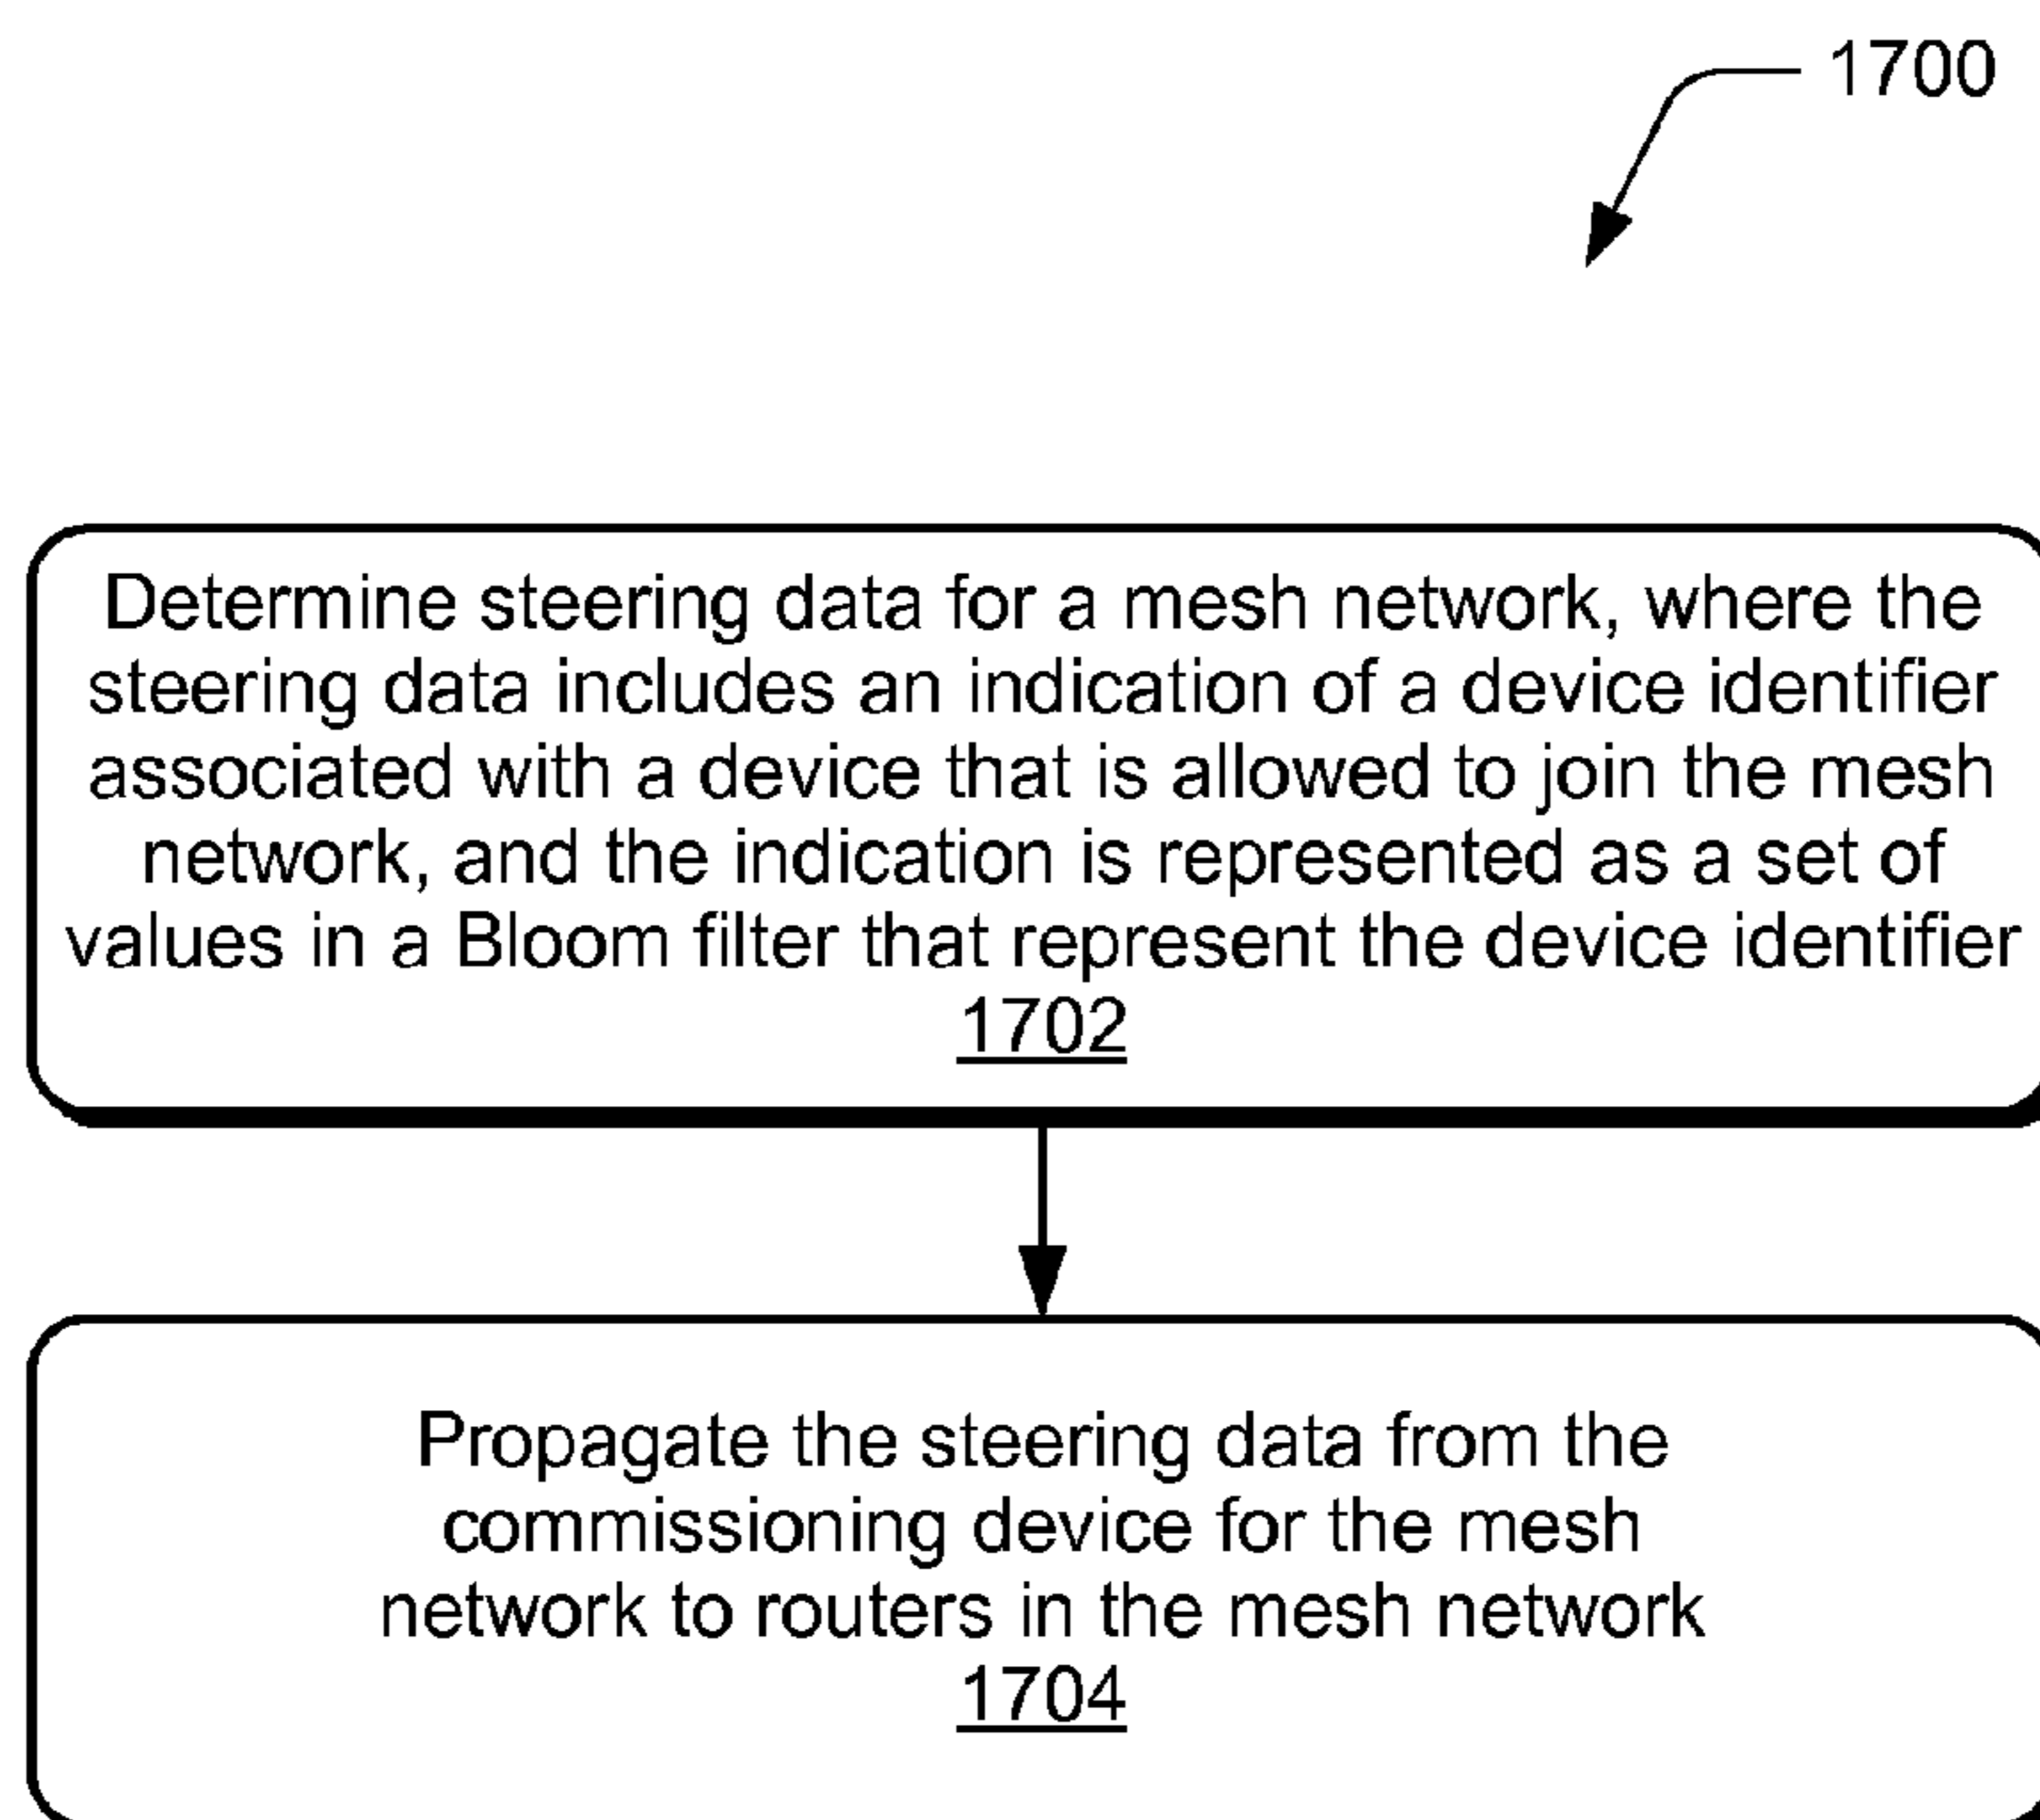 1700
Determine steering data for a mesh network, where the
steering data includes an indication of a device identifier
associated with a device that is allowed to join the mesh
network, and the indication is represented as a set of
values in a Bloom filter that represent the device identifier
1702
Propagate the steering data from the
commissioning device for the mesh
network to routers in the mesh network
1704